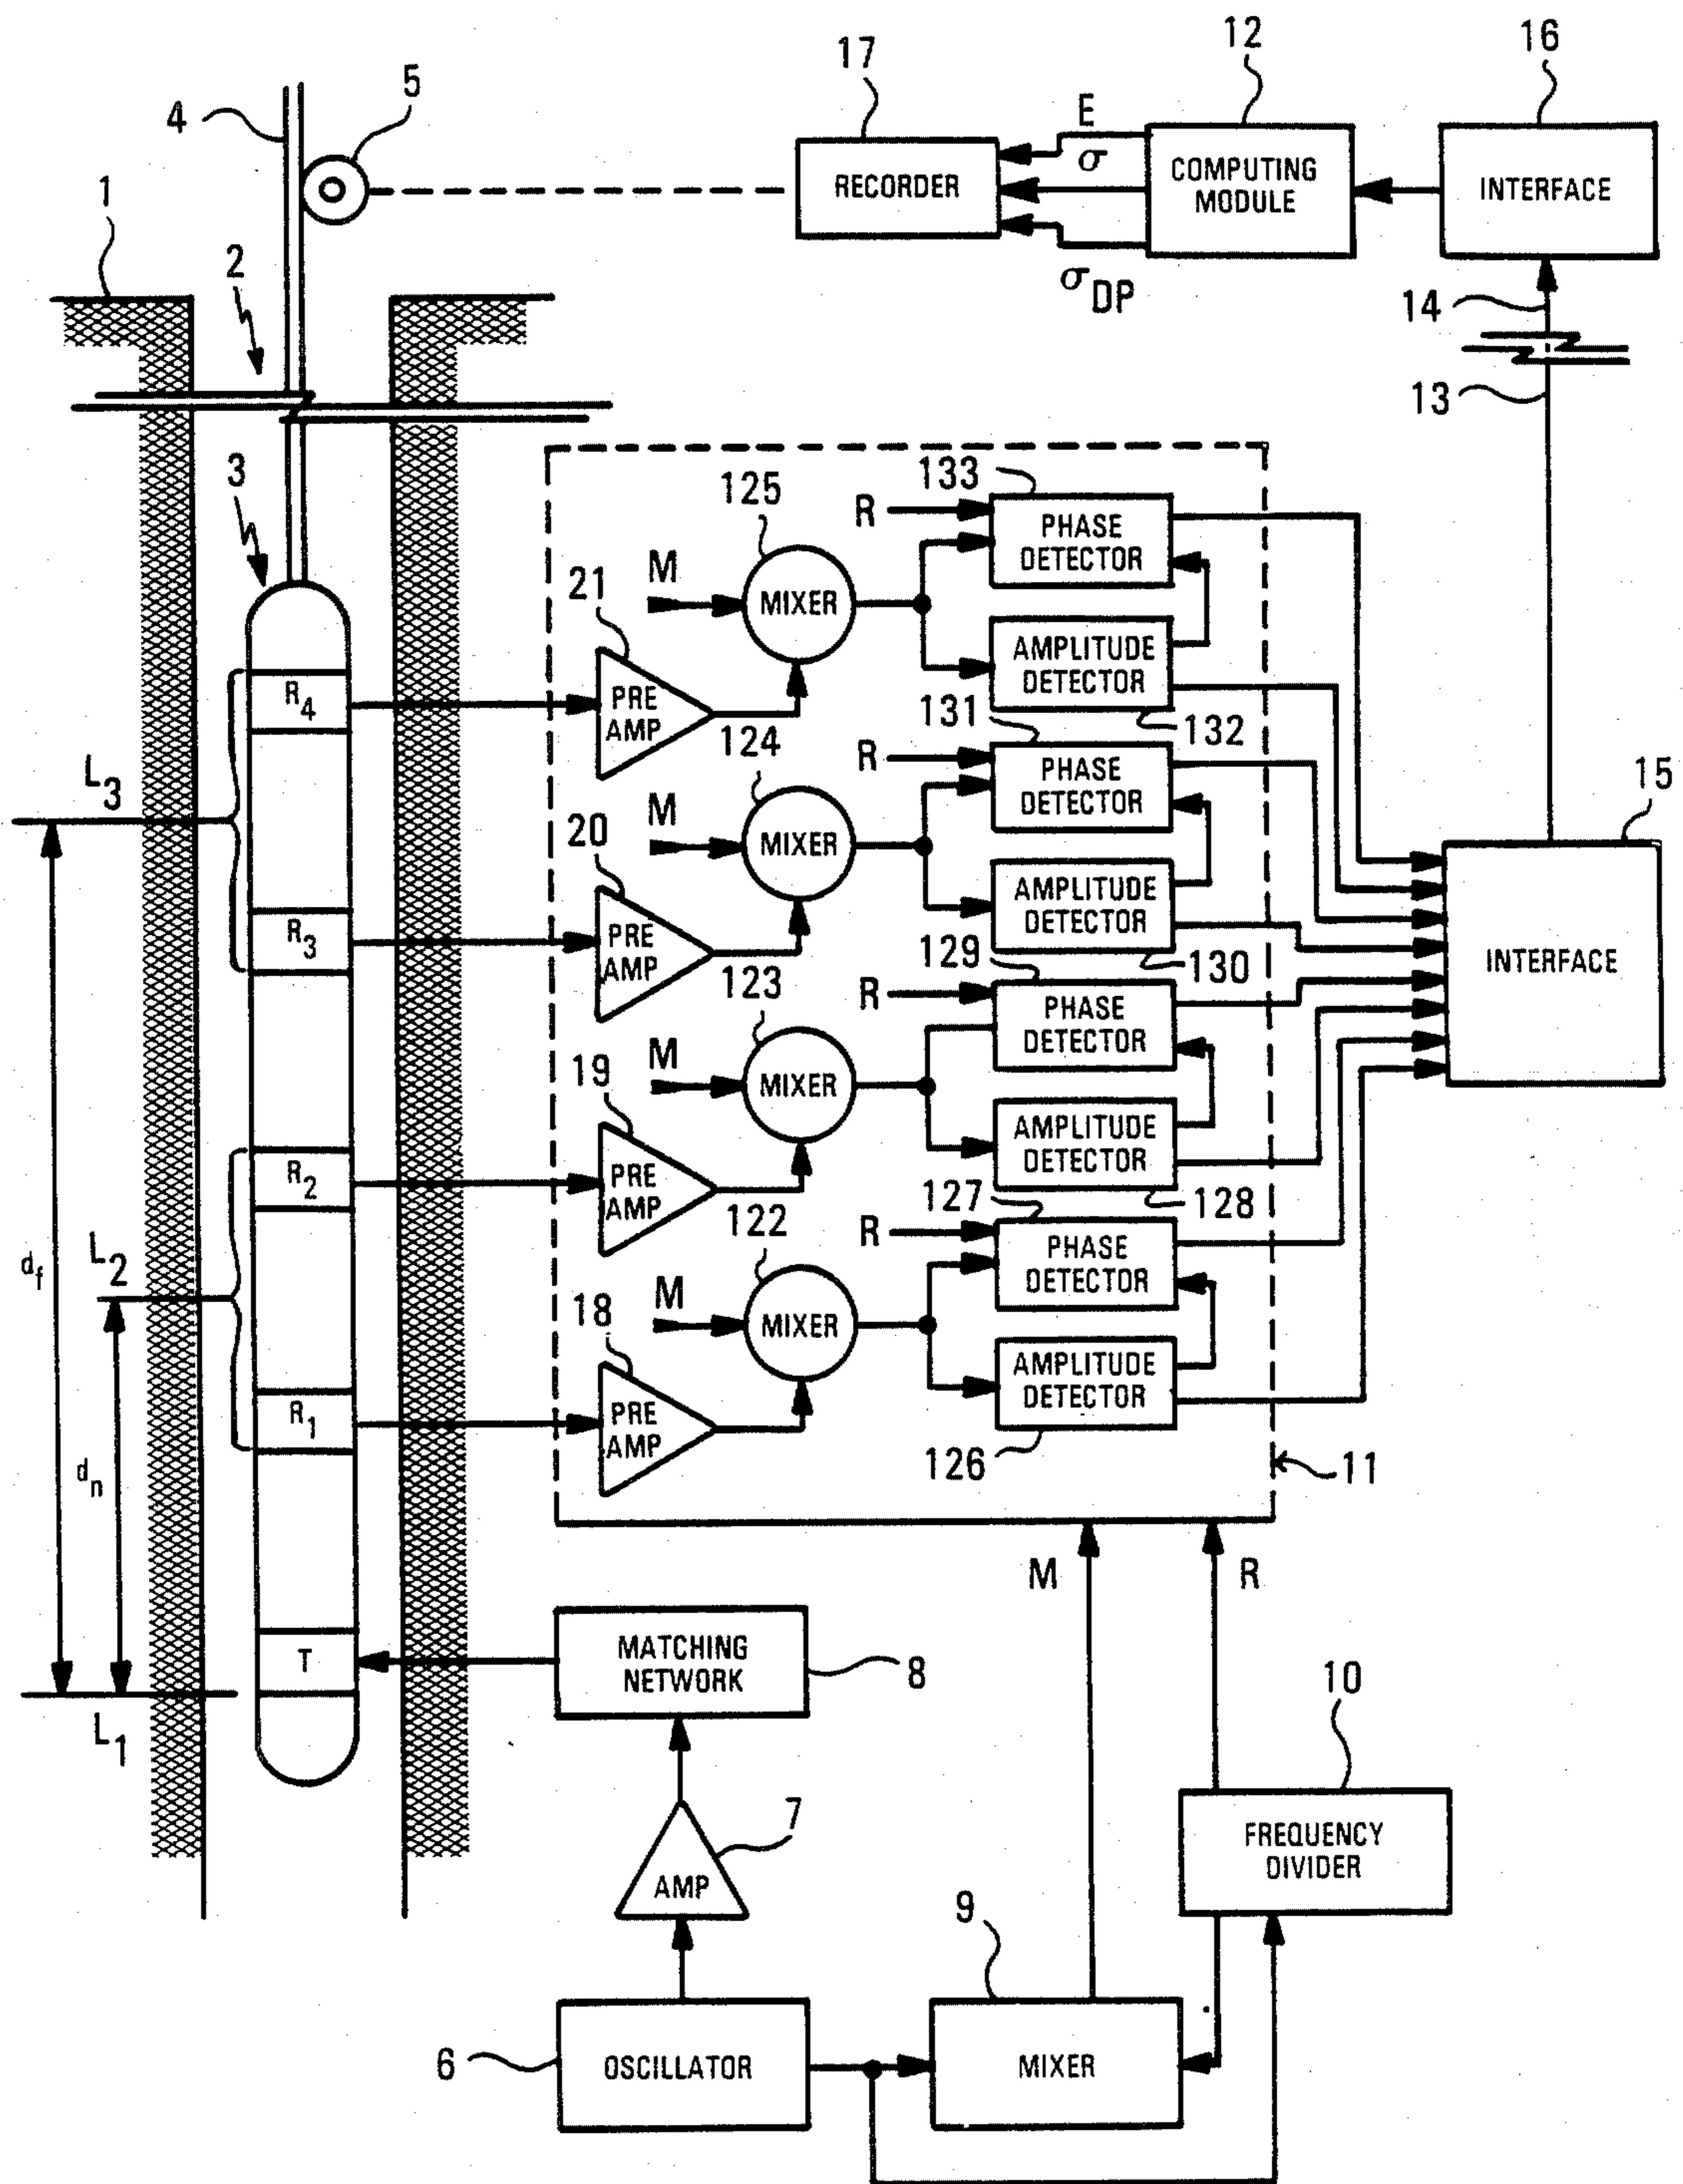 12
16
17
5
4
E
σ
RECORDER
COMPUTING
MODULE
INTERFACE
1
2
σDP
14
13
3
133
125
R
PHASE
DETECTOR
M
21
MIXER
AMPLITUDE
DETECTOR
R4
PRE
AMP
131
132
124
R
PHASE
DETECTOR
L3
15
M
20
MIXER
AMPLITUDE
DETECTOR
R3
PRE
AMP
129
130
INTERFACE
123
R
PHASE
DETECTOR
M
19
MIXER
AMPLITUDE
DETECTOR
R2
PRE
AMP
127
128
122
R
PHASE
DETECTOR
L2
df
M
18
MIXER
AMPLITUDE
DETECTOR
R1
PRE
AMP
126
11
dn
M
R
T
MATCHING
NETWORK
8
10
L1
7
FREQUENCY
DIVIDER
AMP
9
6
OSCILLATOR
MIXER